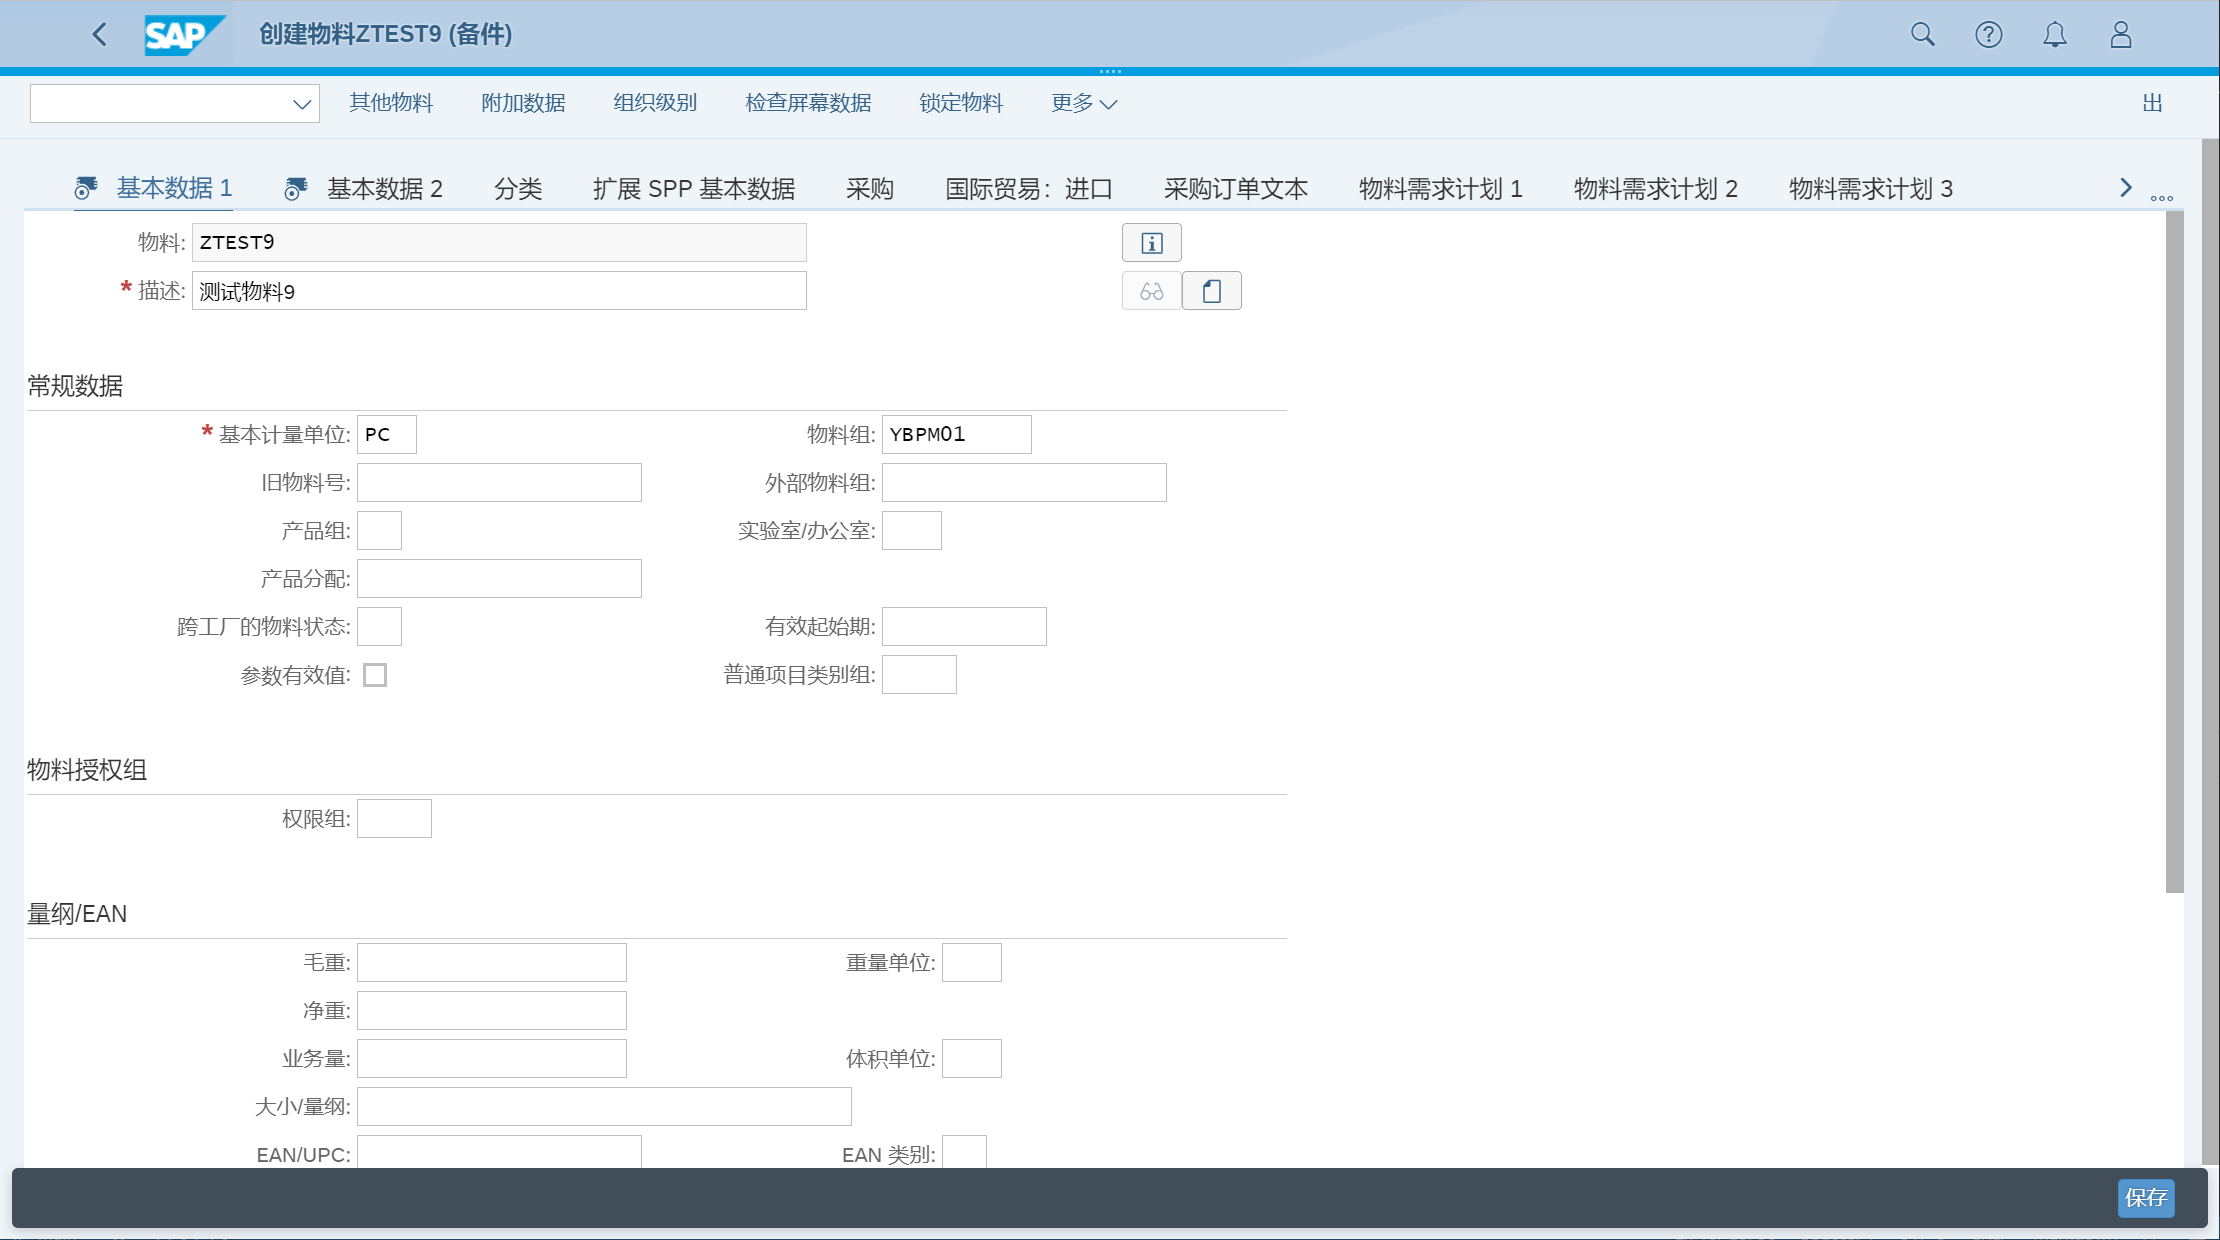 SAP 创建物料ZTEST9 (备件)
其他物料 附加数据 组织级别 检查屏幕数据 锁定物料 更多 出
基本数据 1 基本数据 2 分类 扩展 SPP 基本数据 采购 国际贸易：进口 采购订单文本 物料需求计划 1 物料需求计划 2 物料需求计划 3
物料: ZTEST9
* 描述: 测试物料9
常规数据
* 基本计量单位: PC 物料组: YBPM01
旧物料号: 外部物料组:
产品组: 实验室/办公室:
产品分配:
跨工厂的物料状态: 有效起始期:
参数有效值: 普通项目类别组:
物料授权组
权限组:
量纲/EAN
毛重: 重量单位:
净重:
业务量: 体积单位:
大小/量纲:
EAN/UPC: EAN 类别:
保存